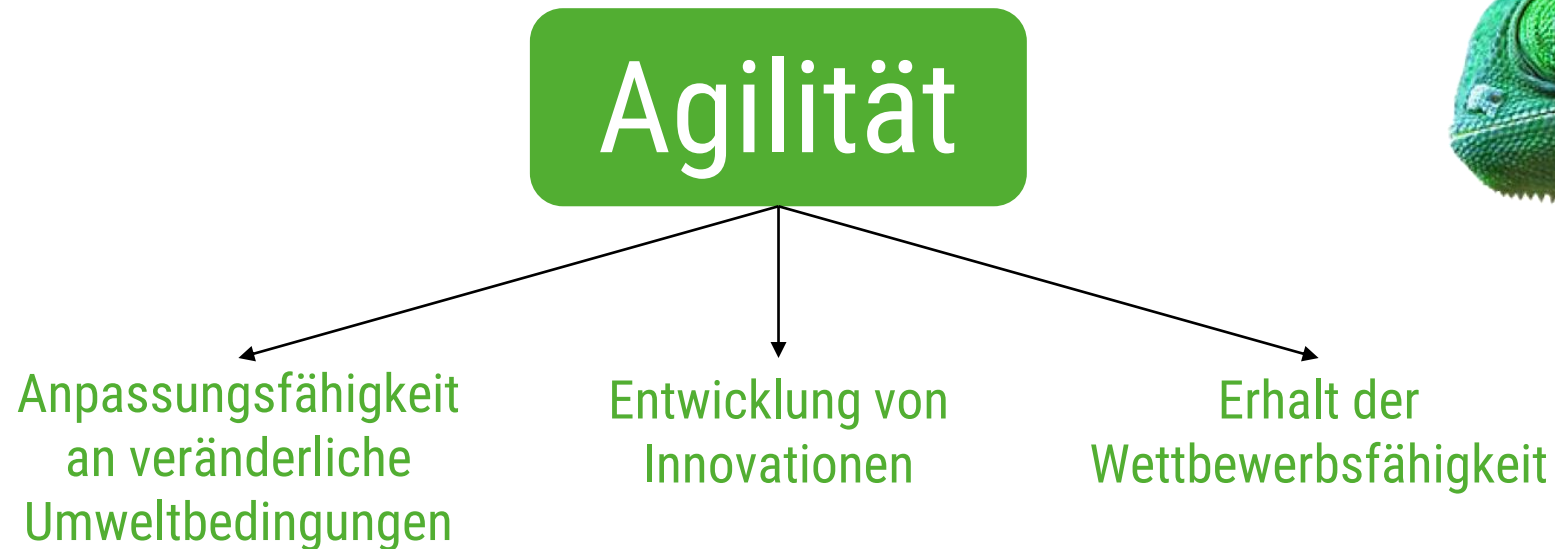 Agilität
Anpassungsfähigkeit
an veränderliche
Umweltbedingungen
Entwicklung von
Innovationen
Erhalt der
Wettbewerbsfähigkeit